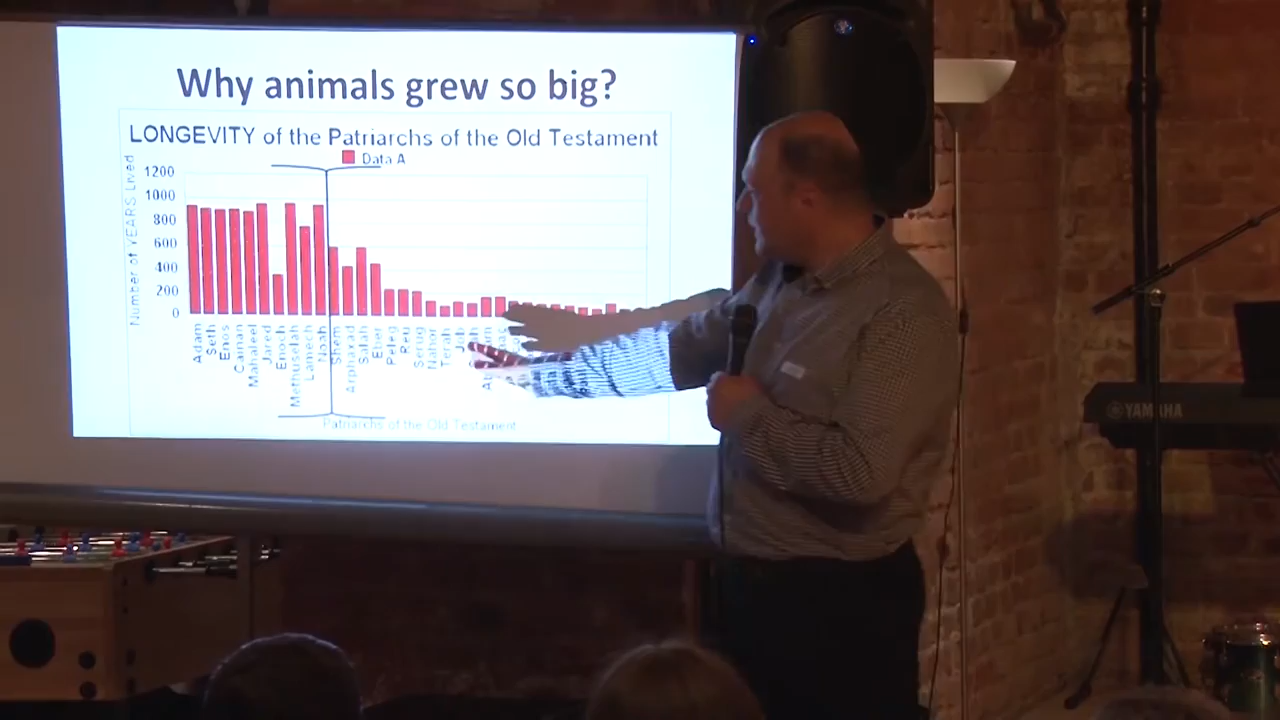 Why animals grew so big?
LONGEVITY of the Patriarchs of the Old Testament
Data A
Number of YEARS Lived
1200
1000
800
600
400
200
0
Adam
Seth
Enos
Cainan
Mahaleel
Jared
Enoch
Methuselah
Lamech
Noah
Shem
Arphaxad
Salah
Eber
Peleg
Reu
Serug
Nahor
Terah
Job
Patriarchs of the Old Testament
YAMAHA